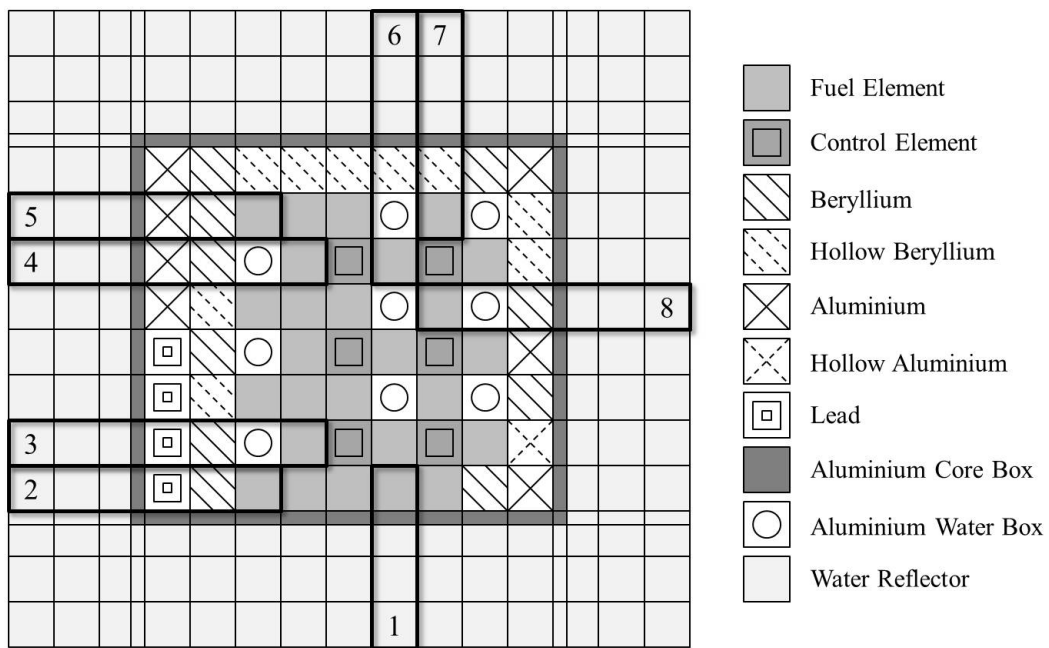 6 7
Fuel Element
Control Element
Beryllium
5
4
Hollow Beryllium
8
Aluminium
Hollow Aluminium
Lead
3
Aluminium Core Box
2
Aluminium Water Box
Water Reflector
1